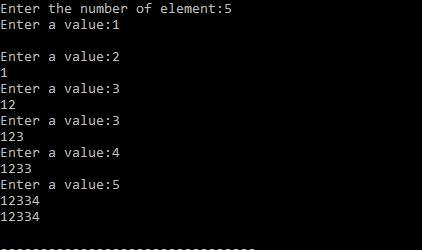 Enter the number of element:5
Enter a value:1
Enter a value:2
1
Enter a value:3
12
Enter a value:3
123
Enter a value:4
1233
Enter a value:5
12334
12334
--------------------------------